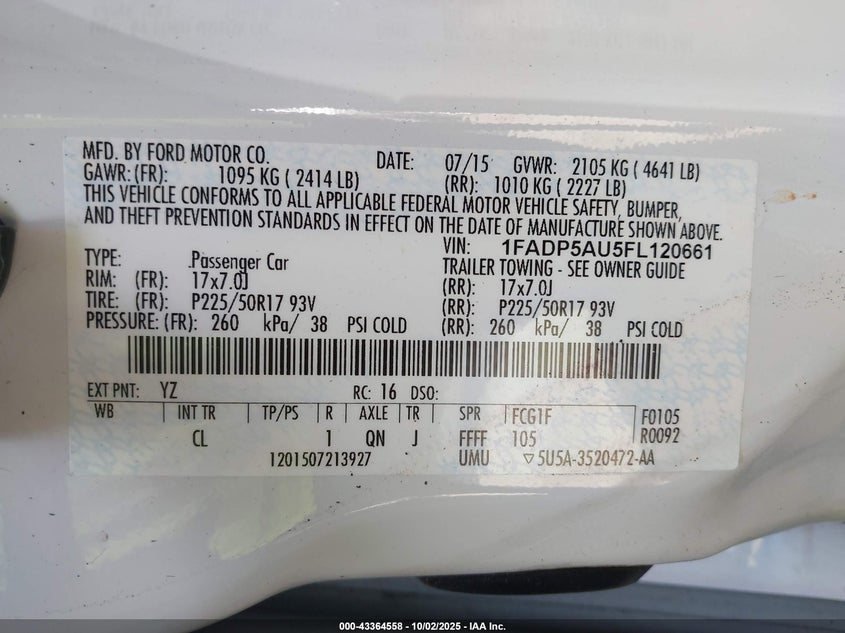 MFD. BY FORD MOTOR CO. DATE: 07/15 GVWR: 2105 KG ( 4641 LB)
GAWR: (FR): 1095 KG ( 2414 LB) (RR): 1010 KG ( 2227 LB)
THIS VEHICLE CONFORMS TO ALL APPLICABLE FEDERAL MOTOR VEHICLE SAFETY, BUMPER,
AND THEFT PREVENTION STANDARDS IN EFFECT ON THE DATE OF MANUFACTURE SHOWN ABOVE.
VIN: 1FADP5AU5FL120661
TYPE: Passenger Car TRAILER TOWING - SEE OWNER GUIDE
RIM: (FR): 17x7.0J (RR): 17x7.0J
TIRE: (FR): P225/50R17 93V (RR): P225/50R17 93V
PRESSURE: (FR): 260 kPa/ 38 PSI COLD (RR): 260 kPa/ 38 PSI COLD
EXT PNT: YZ RC: 16 DSO:
WB INT TR TP/PS R AXLE TR SPR FCG1F F0105
CL 1 QN J FFFF 105 R0092
1201507213927 UMU ▽5U5A-3520472-AA
000-43364558 - 10/02/2025 - IAA Inc.